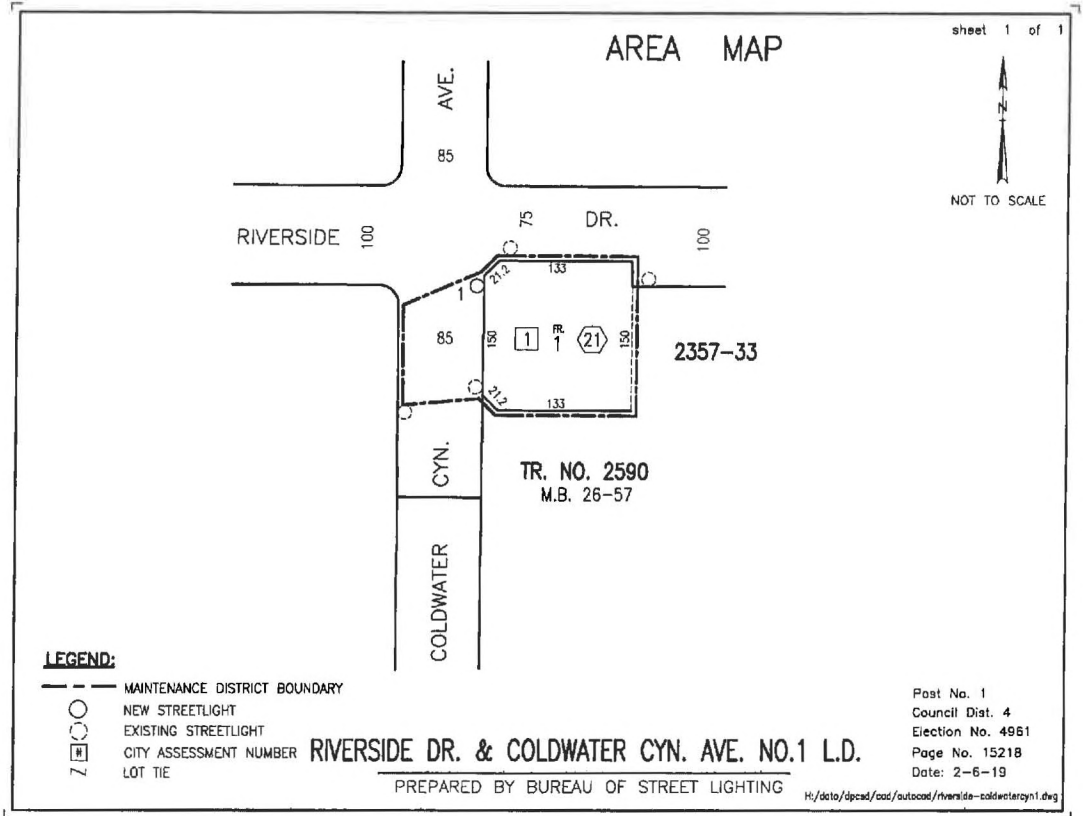 sheet 1 of 1
AREA MAP
N
NOT TO SCALE
AVE.
85
RIVERSIDE
100
75
DR.
100
21.2
133
1
85
150
1
FR.
1
21
150
2357-33
21.2
133
CYN.
TR. NO. 2590
M.B. 26-57
COLDWATER
LEGEND:
MAINTENANCE DISTRICT BOUNDARY
NEW STREETLIGHT
EXISTING STREETLIGHT
# CITY ASSESSMENT NUMBER
LOT TIE
RIVERSIDE DR. & COLDWATER CYN. AVE. NO.1 L.D.
PREPARED BY BUREAU OF STREET LIGHTING
Post No. 1
Council Dist. 4
Election No. 4961
Page No. 15218
Date: 2-6-19
H:/data/dpcsd/cad/autocad/riverside-coldwatercyn1.dwg